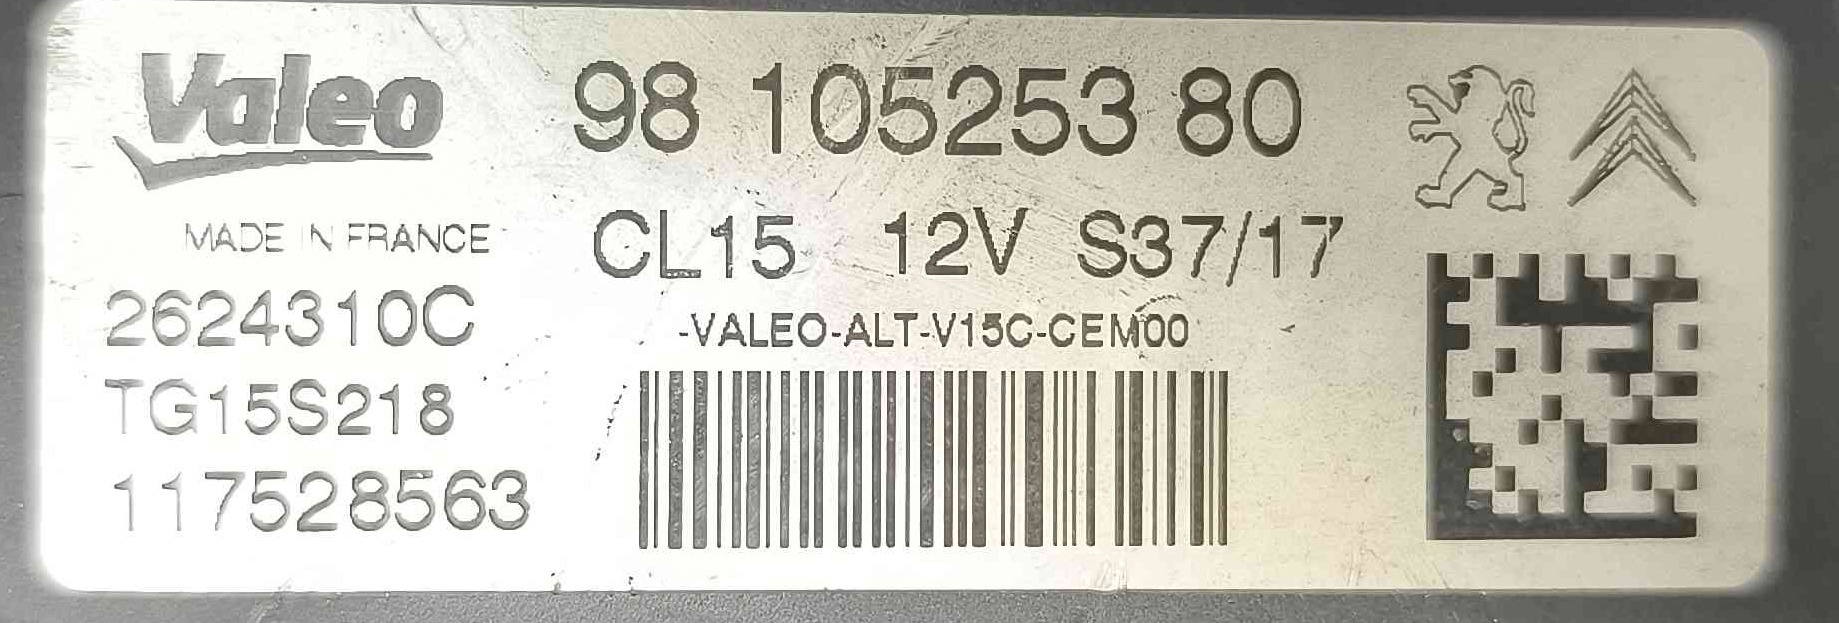 Valeo
98 105253 80
MADE IN FRANCE
CL15 12V S37/17
2624310C
-VALEO-ALT-V15C-CEM00
TG15S218
117528563